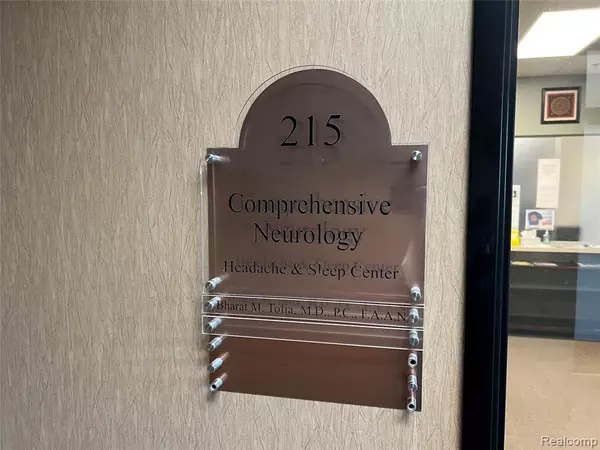 215
Comprehensive
Neurology
Headache & Sleep Center
Bharat M. Tolia, M.D., P.C., F.A.A.N.
Realcomp